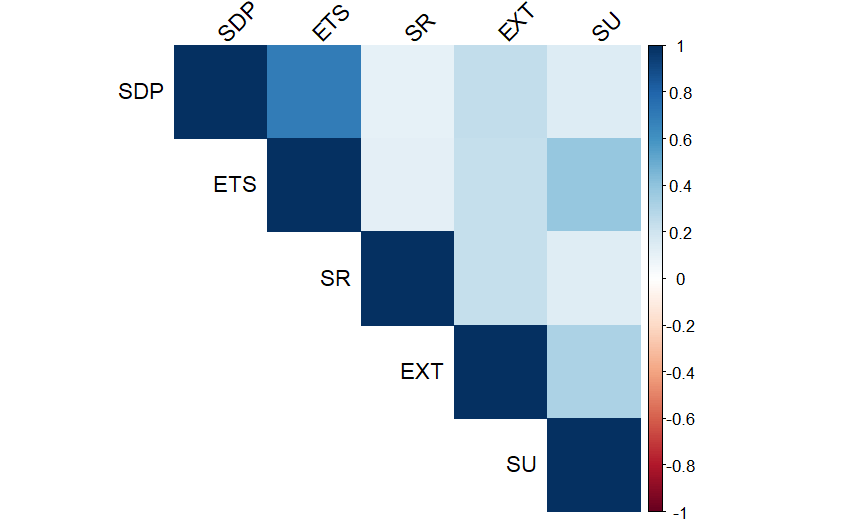 SDP ETS SR EXT SU
SDP
ETS
SR
EXT
SU
1
0.8
0.6
0.4
0.2
0
-0.2
-0.4
-0.6
-0.8
-1